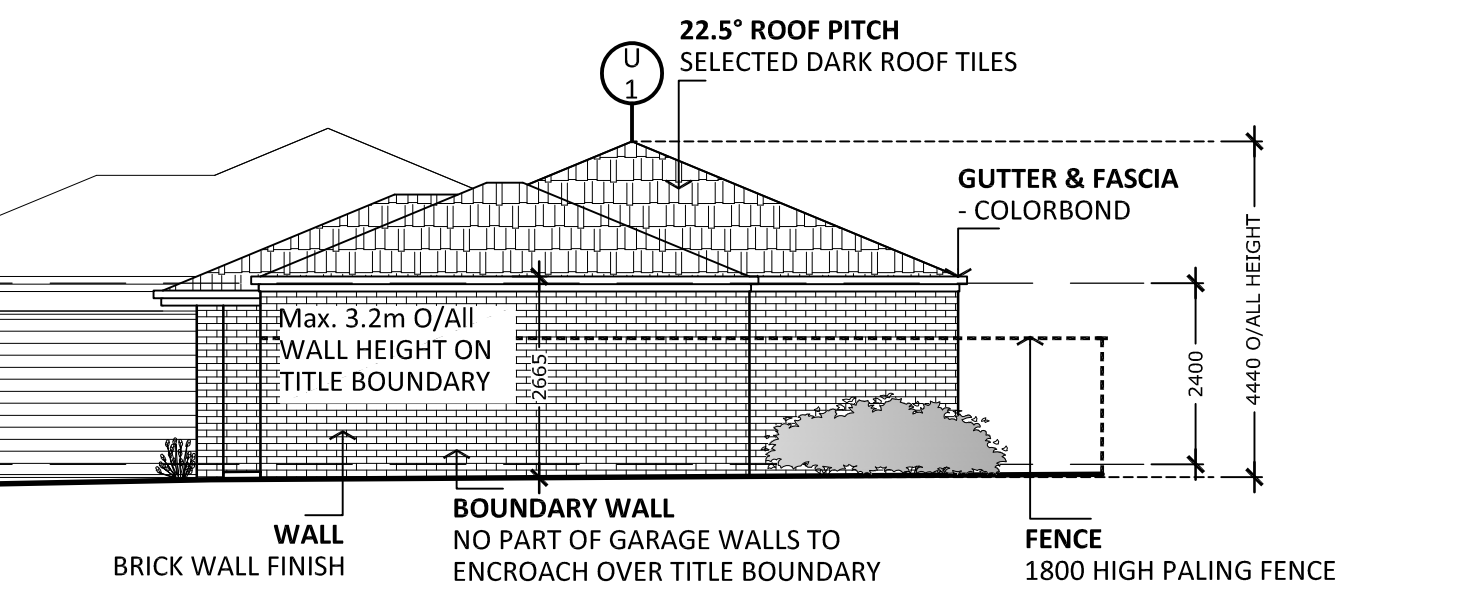 22.5° ROOF PITCH
SELECTED DARK ROOF TILES
U
1
GUTTER & FASCIA
- COLORBOND
4440 O/ALL HEIGHT
2400
Max. 3.2m O/All
WALL HEIGHT ON
TITLE BOUNDARY
2665
WALL
BRICK WALL FINISH
BOUNDARY WALL
NO PART OF GARAGE WALLS TO
ENCROACH OVER TITLE BOUNDARY
FENCE
1800 HIGH PALING FENCE